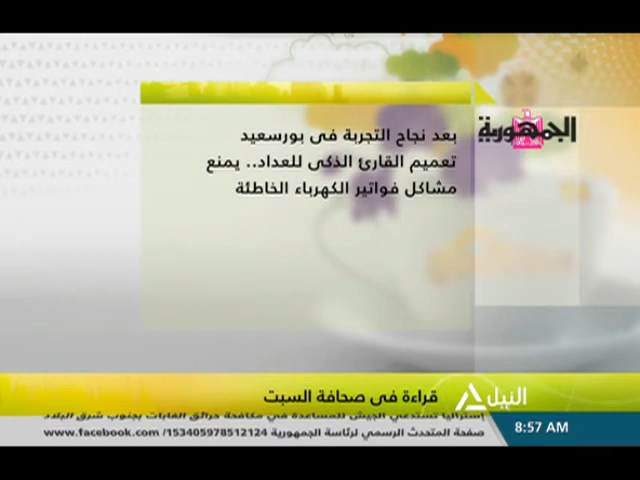 الجمهورية
بعد نجاح التجربة فى بورسعيد
تعميم القارئ الذكى للعداد.. يمنع
مشاكل فواتير الكهرباء الخاطئة
النيل
قراءة فى صحافة السبت
إستراليا تستدعي الجيش للمساعدة في مكافحة حرائق الغابات بجنوب شرق البلاد
صفحة المتحدث الرسمي لرئاسة الجمهورية www.facebook.com /153405978512124
8:57 AM